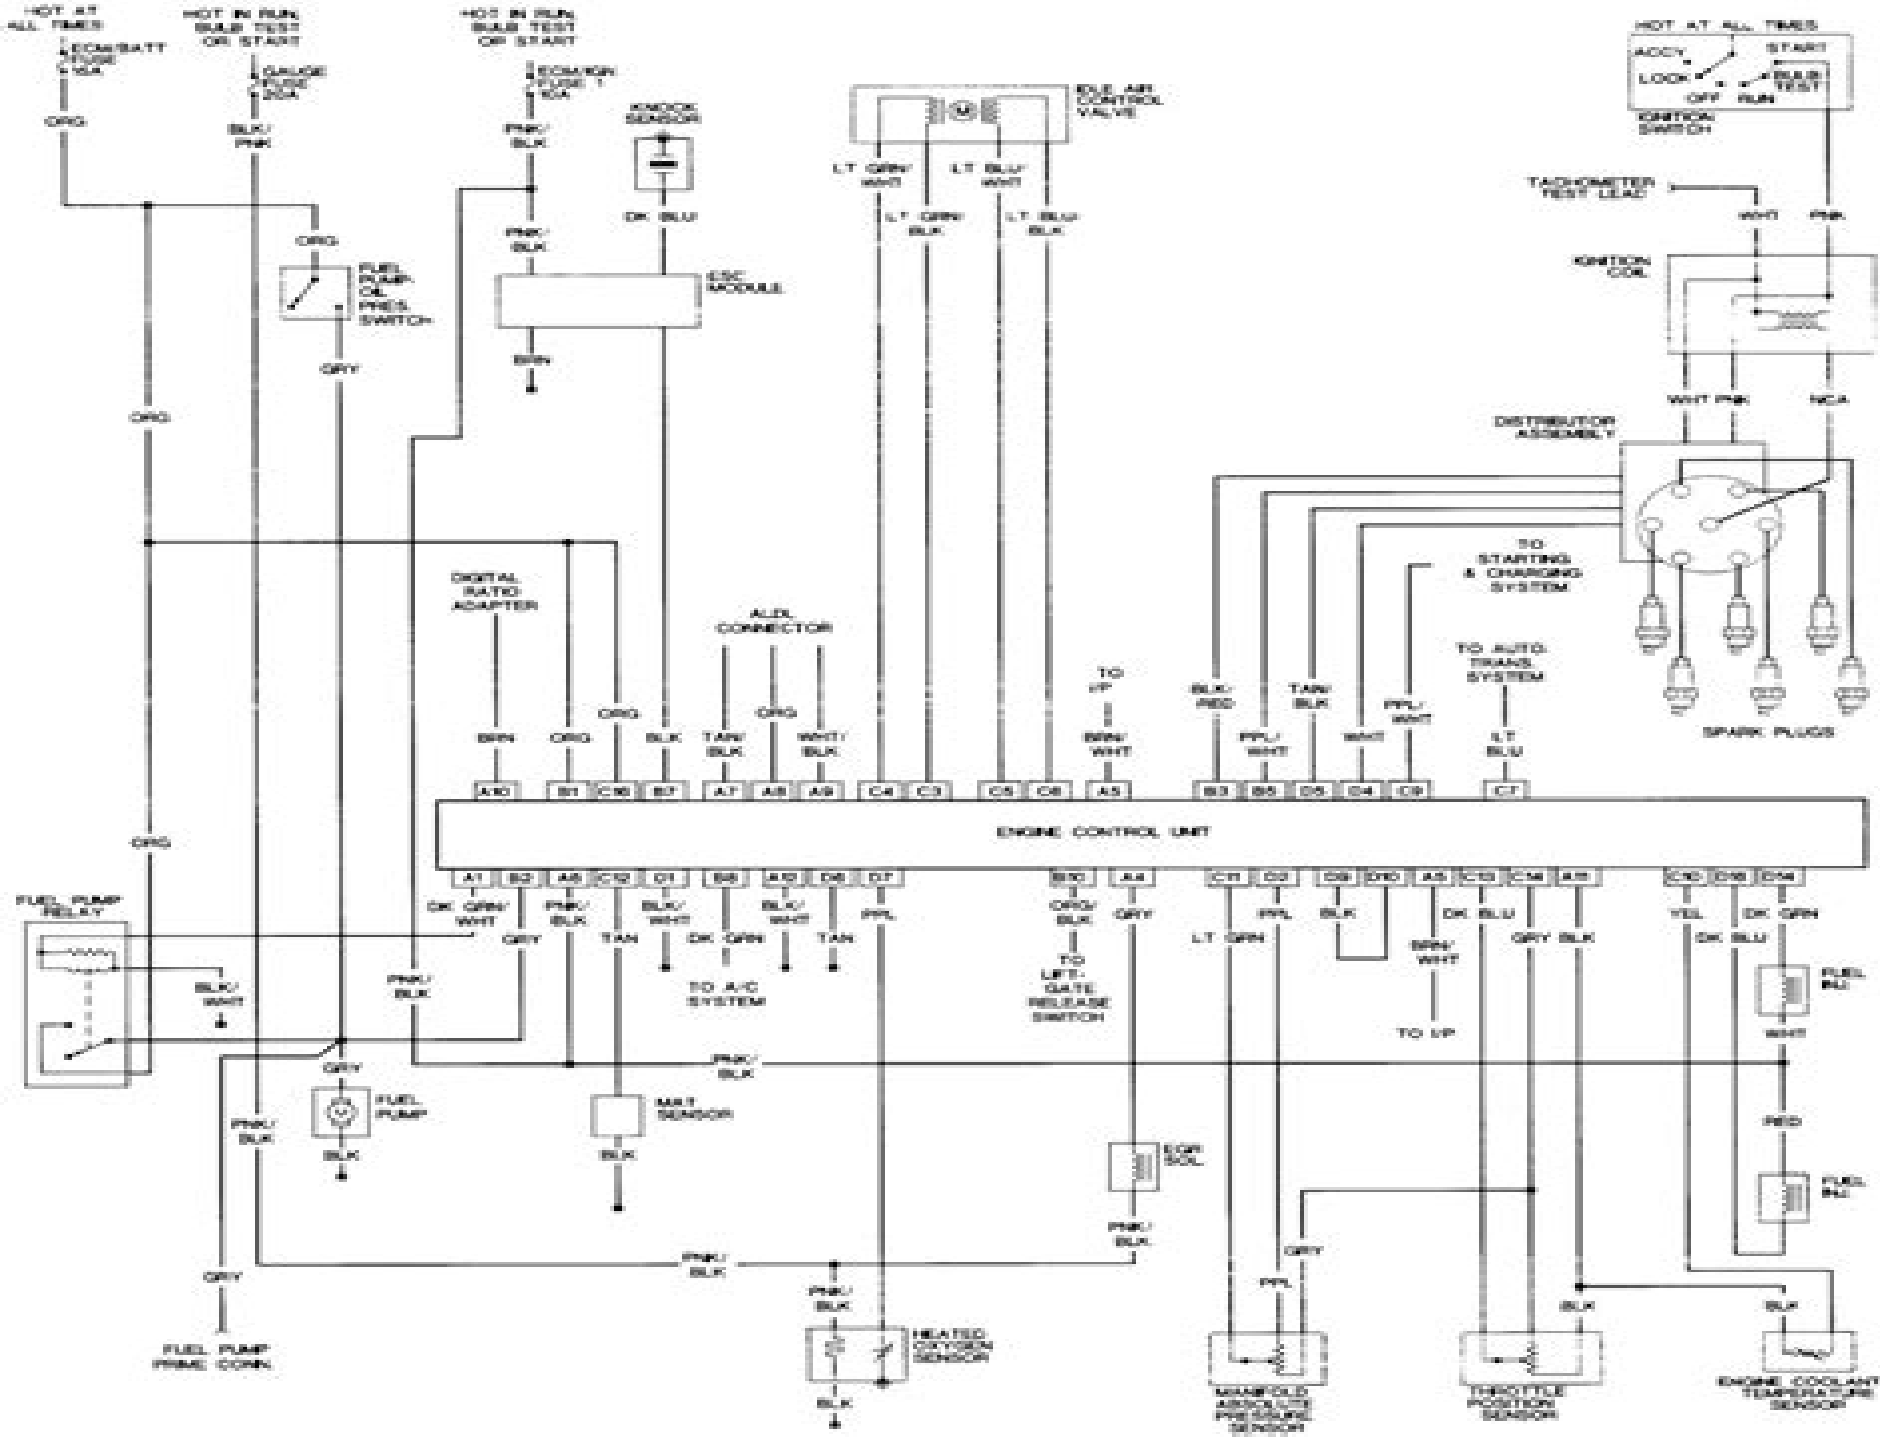 HOT AT
ALL TIMES
ECM/BATT
FUSE
10A
ORG
HOT IN RUN,
BULB TEST
OR START
GAUGE
FUSE
20A
BLK/
PNK
HOT IN RUN,
BULB TEST
OR START
ECM/IGN
FUSE 1
10A
PNK/
BLK
KNOCK
SENSOR
DK BLU
PNK/
BLK
IDLE AIR
CONTROL
VALVE
LT GRN/
WHT
LT BLU/
WHT
LT GRN/
BLK
LT BLU/
BLK
HOT AT ALL TIMES
ACCY
START
LOCK
BULB
TEST
OFF
RUN
IGNITION
SWITCH
TACHOMETER
TEST LEAD
WHT
PNK
IGNITION
COIL
ORG
FUEL
PUMP-
OIL
PRES.
SWITCH
ESC
MODULE
GRY
BRN
ORG
WHT
PNK
NCA
DISTRIBUTOR
ASSEMBLY
TO
STARTING
& CHARGING
SYSTEM
DIGITAL
RATIO
ADAPTER
ALDL
CONNECTOR
TO AUTO.
TRANS.
SYSTEM
TO
I/P
BLK/
RED
TAN/
BLK
PPL/
WHT
ORG
ORG
BRN
ORG
BLK
TAN/
BLK
WHT/
BLK
BRN/
WHT
PPL/
WHT
WHT
LT
BLU
SPARK PLUGS
A10
B1
C16
B7
A7
A8
A9
C4
C3
C5
C6
A5
B3
B5
D5
D4
C9
C7
ENGINE CONTROL UNIT
ORG
A1
B2
A6
C12
D1
B8
A12
D6
D7
B10
A4
C11
D2
D9
D10
A5
C13
C14
A11
C10
D16
D14
FUEL PUMP
RELAY
DK GRN/
WHT
GRY
PNK/
BLK
TAN
BLK/
WHT
DK GRN
BLK/
WHT
TAN
PPL
ORG/
BLK
GRY
LT GRN
PPL
BLK
BRN/
WHT
DK BLU
GRY
BLK
YEL
DK BLU
DK GRN
BLK/
WHT
PNK/
BLK
TO A/C
SYSTEM
TO
LIFT-
GATE
RELEASE
SWITCH
TO I/P
FUEL
INJ.
WHT
GRY
PNK/
BLK
FUEL
PUMP
BLK
PNK/
BLK
MAT
SENSOR
BLK
EGR
SOL
RED
FUEL
INJ.
PNK/
BLK
PNK/
BLK
GRY
GRY
PPL
PNK/
BLK
BLK
BLK
FUEL PUMP
PRIME CONN.
HEATED
OXYGEN
SENSOR
BLK
MANIFOLD
ABSOLUTE
PRESSURE
SENSOR
THROTTLE
POSITION
SENSOR
ENGINE COOLANT
TEMPERATURE
SENSOR